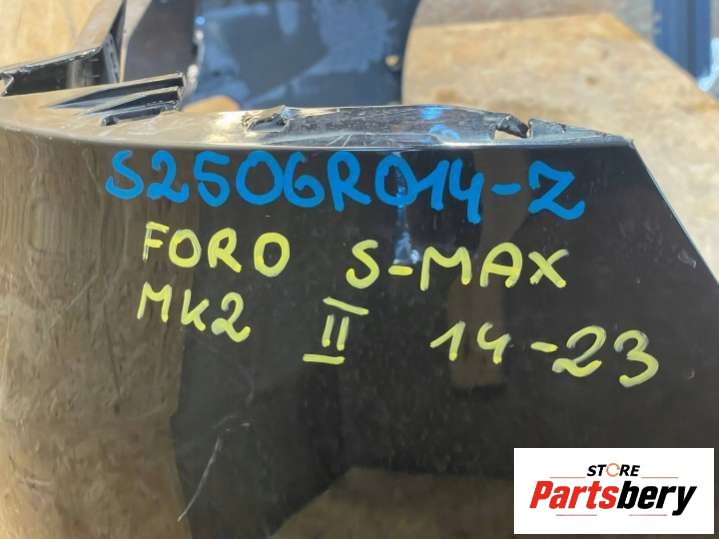 S2506R014-Z
FORD S-MAX
MK2 II 14-23
STORE
Partsbery